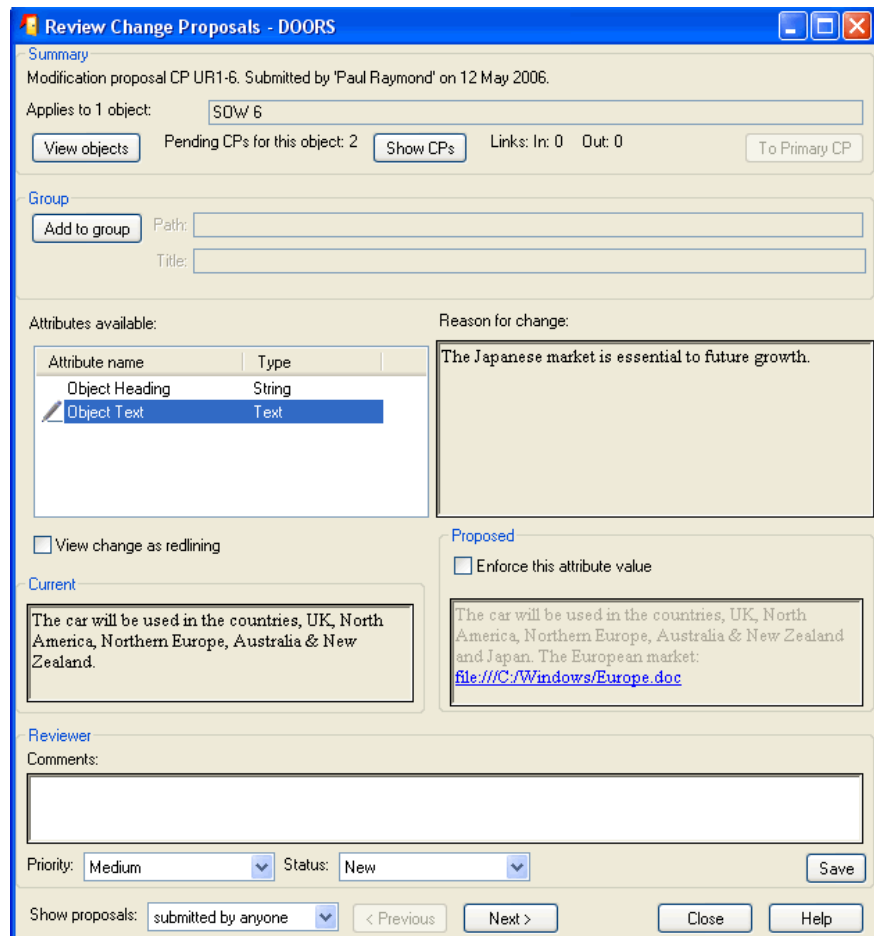 Review Change Proposals - DOORS
Summary
Modification proposal CP UR1-6. Submitted by 'Paul Raymond' on 12 May 2006.
Applies to 1 object: SOW 6
View objects Pending CPs for this object: 2 Show CPs Links: In: 0 Out: 0 To Primary CP
Group
Add to group Path:
Title:
Attributes available:
Attribute name Type
Object Heading String
Object Text Text
Reason for change:
The Japanese market is essential to future growth.
View change as redlining
Current
The car will be used in the countries, UK, North
America, Northern Europe, Australia & New
Zealand.
Proposed
Enforce this attribute value
The car will be used in the countries, UK, North
America, Northern Europe, Australia & New Zealand
and Japan. The European market:
file:///C:/Windows/Europe.doc
Reviewer
Comments:
Priority: Medium Status: New Save
Show proposals: submitted by anyone < Previous Next > Close Help